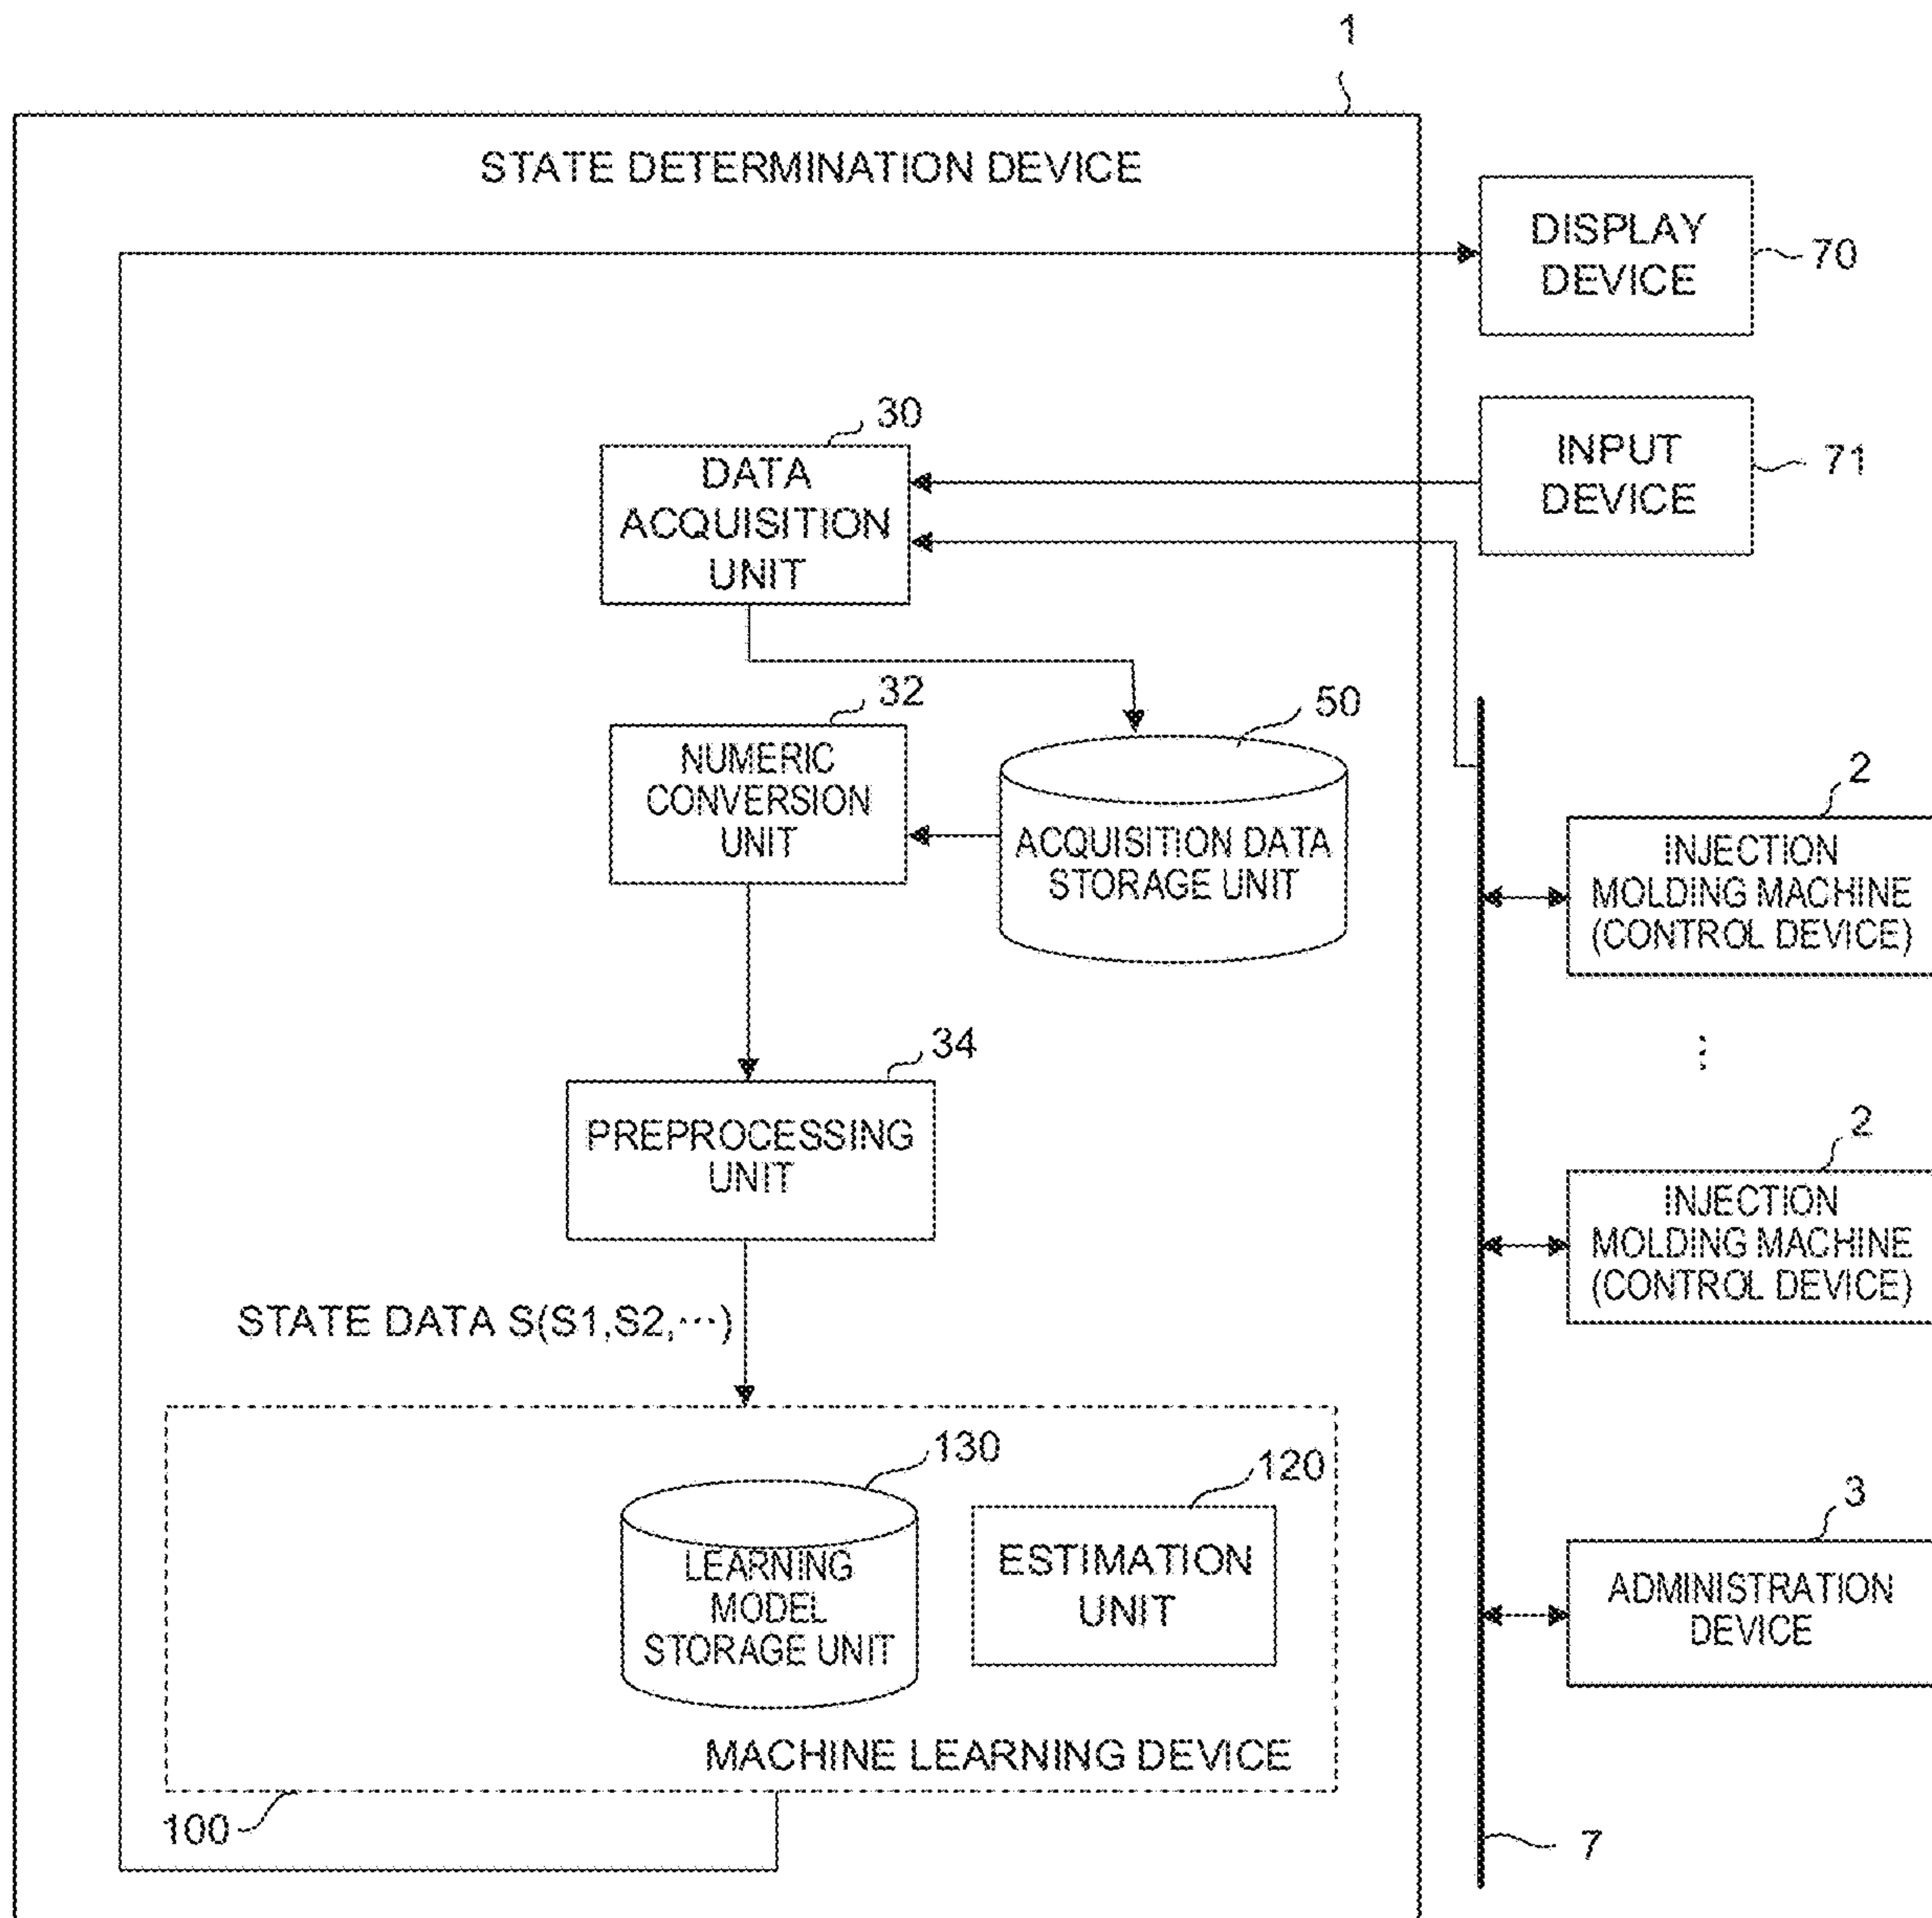 1
STATE DETERMINATION DEVICE
DISPLAY
DEVICE
70
30
DATA
ACQUISITION
UNIT
INPUT
DEVICE
71
32
NUMERIC
CONVERSION
UNIT
50
ACQUISITION DATA
STORAGE UNIT
2
INJECTION
MOLDING MACHINE
(CONTROL DEVICE)
⋮
34
PREPROCESSING
UNIT
2
INJECTION
MOLDING MACHINE
(CONTROL DEVICE)
STATE DATA S(S1,S2,⋯)
130
LEARNING
MODEL
STORAGE UNIT
120
ESTIMATION
UNIT
3
ADMINISTRATION
DEVICE
MACHINE LEARNING DEVICE
100
7